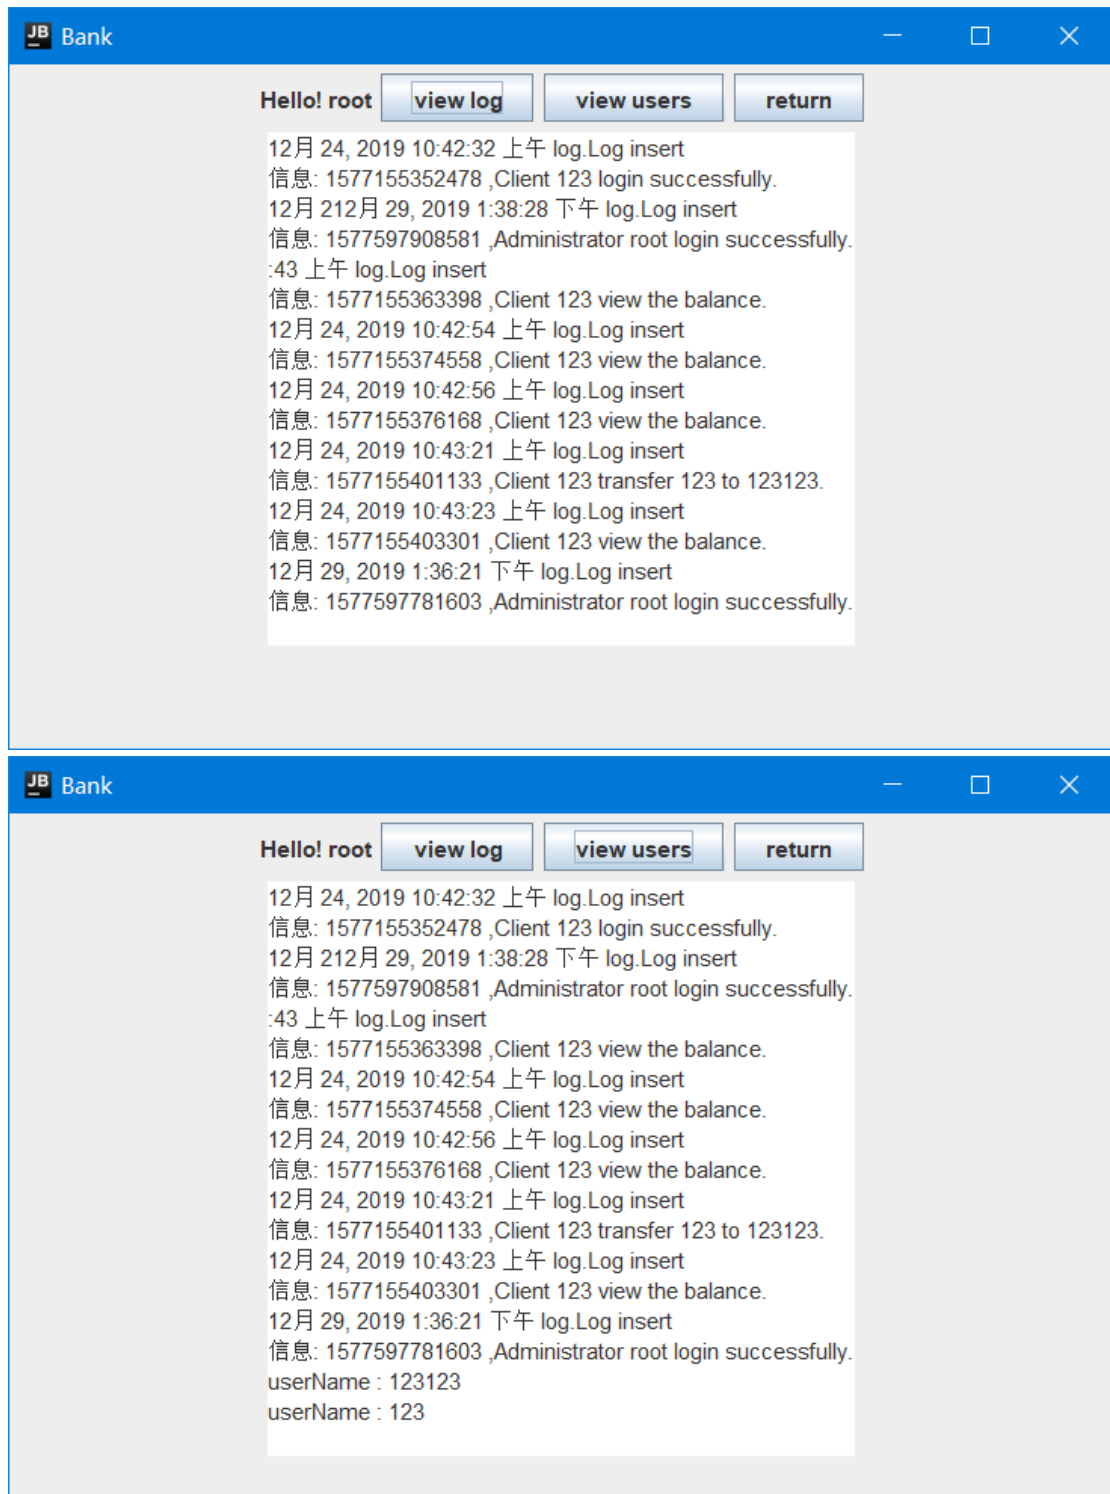 JB Bank
Hello! root view log view users return
12月 24, 2019 10:42:32 上午 log.Log insert
信息: 1577155352478 ,Client 123 login successfully.
12月 212月 29, 2019 1:38:28 下午 log.Log insert
信息: 1577597908581 ,Administrator root login successfully.
:43 上午 log.Log insert
信息: 1577155363398 ,Client 123 view the balance.
12月 24, 2019 10:42:54 上午 log.Log insert
信息: 1577155374558 ,Client 123 view the balance.
12月 24, 2019 10:42:56 上午 log.Log insert
信息: 1577155376168 ,Client 123 view the balance.
12月 24, 2019 10:43:21 上午 log.Log insert
信息: 1577155401133 ,Client 123 transfer 123 to 123123.
12月 24, 2019 10:43:23 上午 log.Log insert
信息: 1577155403301 ,Client 123 view the balance.
12月 29, 2019 1:36:21 下午 log.Log insert
信息: 1577597781603 ,Administrator root login successfully.
JB Bank
Hello! root view log view users return
12月 24, 2019 10:42:32 上午 log.Log insert
信息: 1577155352478 ,Client 123 login successfully.
12月 212月 29, 2019 1:38:28 下午 log.Log insert
信息: 1577597908581 ,Administrator root login successfully.
:43 上午 log.Log insert
信息: 1577155363398 ,Client 123 view the balance.
12月 24, 2019 10:42:54 上午 log.Log insert
信息: 1577155374558 ,Client 123 view the balance.
12月 24, 2019 10:42:56 上午 log.Log insert
信息: 1577155376168 ,Client 123 view the balance.
12月 24, 2019 10:43:21 上午 log.Log insert
信息: 1577155401133 ,Client 123 transfer 123 to 123123.
12月 24, 2019 10:43:23 上午 log.Log insert
信息: 1577155403301 ,Client 123 view the balance.
12月 29, 2019 1:36:21 下午 log.Log insert
信息: 1577597781603 ,Administrator root login successfully.
userName : 123123
userName : 123